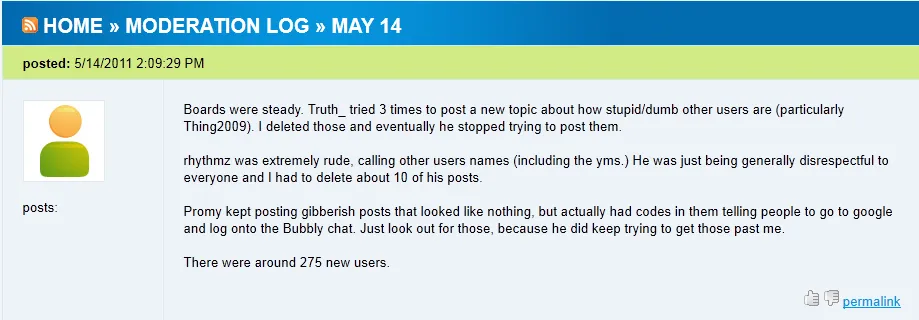 HOME » MODERATION LOG » MAY 14
posted: 5/14/2011 2:09:29 PM
Boards were steady. Truth_ tried 3 times to post a new topic about how stupid/dumb other users are (particularly
Thing2009). I deleted those and eventually he stopped trying to post them.
rhythmz was extremely rude, calling other users names (including the yms.) He was just being generally disrespectful to
everyone and I had to delete about 10 of his posts.
posts:
Promy kept posting gibberish posts that looked like nothing, but actually had codes in them telling people to go to google
and log onto the Bubbly chat. Just look out for those, because he did keep trying to get those past me.
There were around 275 new users.
permalink